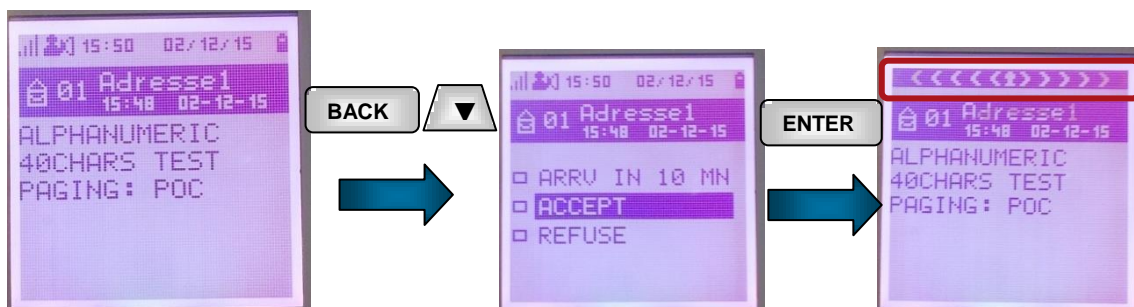 15:50 02/12/15
01 Adresse1
15:48 02-12-15
ALPHANUMERIC
40CHARS TEST
PAGING: POC
BACK
▼
15:50 02/12/15
01 Adresse1
15:48 02-12-15
ARRV IN 10 MN
ACCEPT
REFUSE
ENTER
<<<<<<↑>>>>>>
01 Adresse1
15:48 02-12-15
ALPHANUMERIC
40CHARS TEST
PAGING: POC